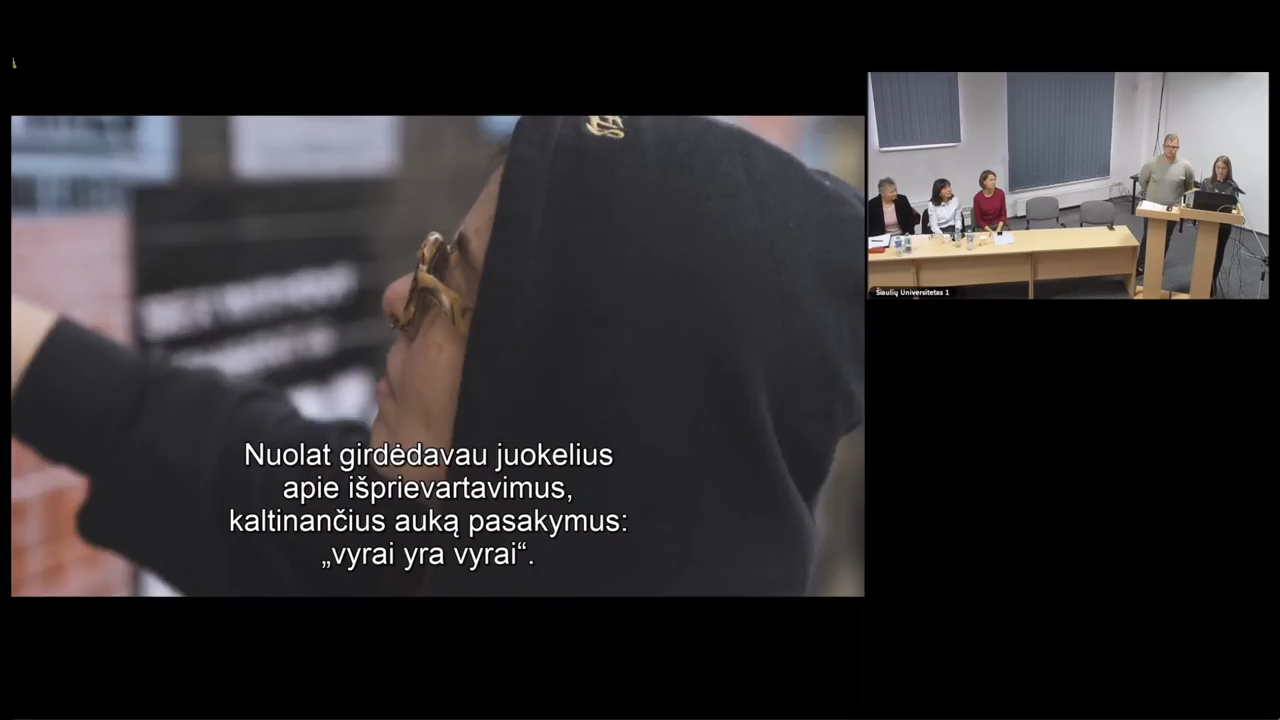 Nuolat girdėdavau juokelius
apie išprievartavimus,
kaltinančius auką pasakymus:
„vyrai yra vyrai“.
Šiaulių Universitetas 1